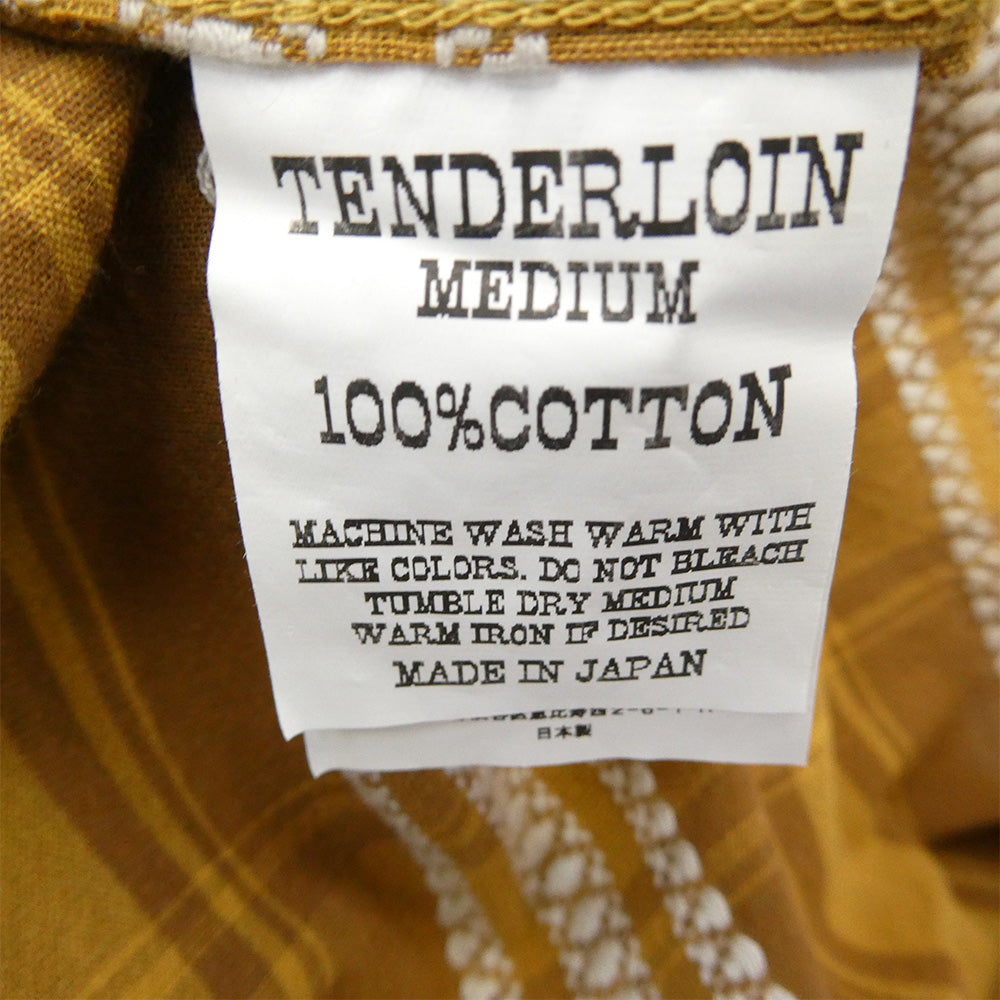 TENDERLOIN
MEDIUM
100%COTTON
MACHINE WASH WARM WITH
LIKE COLORS. DO NOT BLEACH
TUMBLE DRY MEDIUM
WARM IRON IF DESIRED
MADE IN JAPAN
日本製